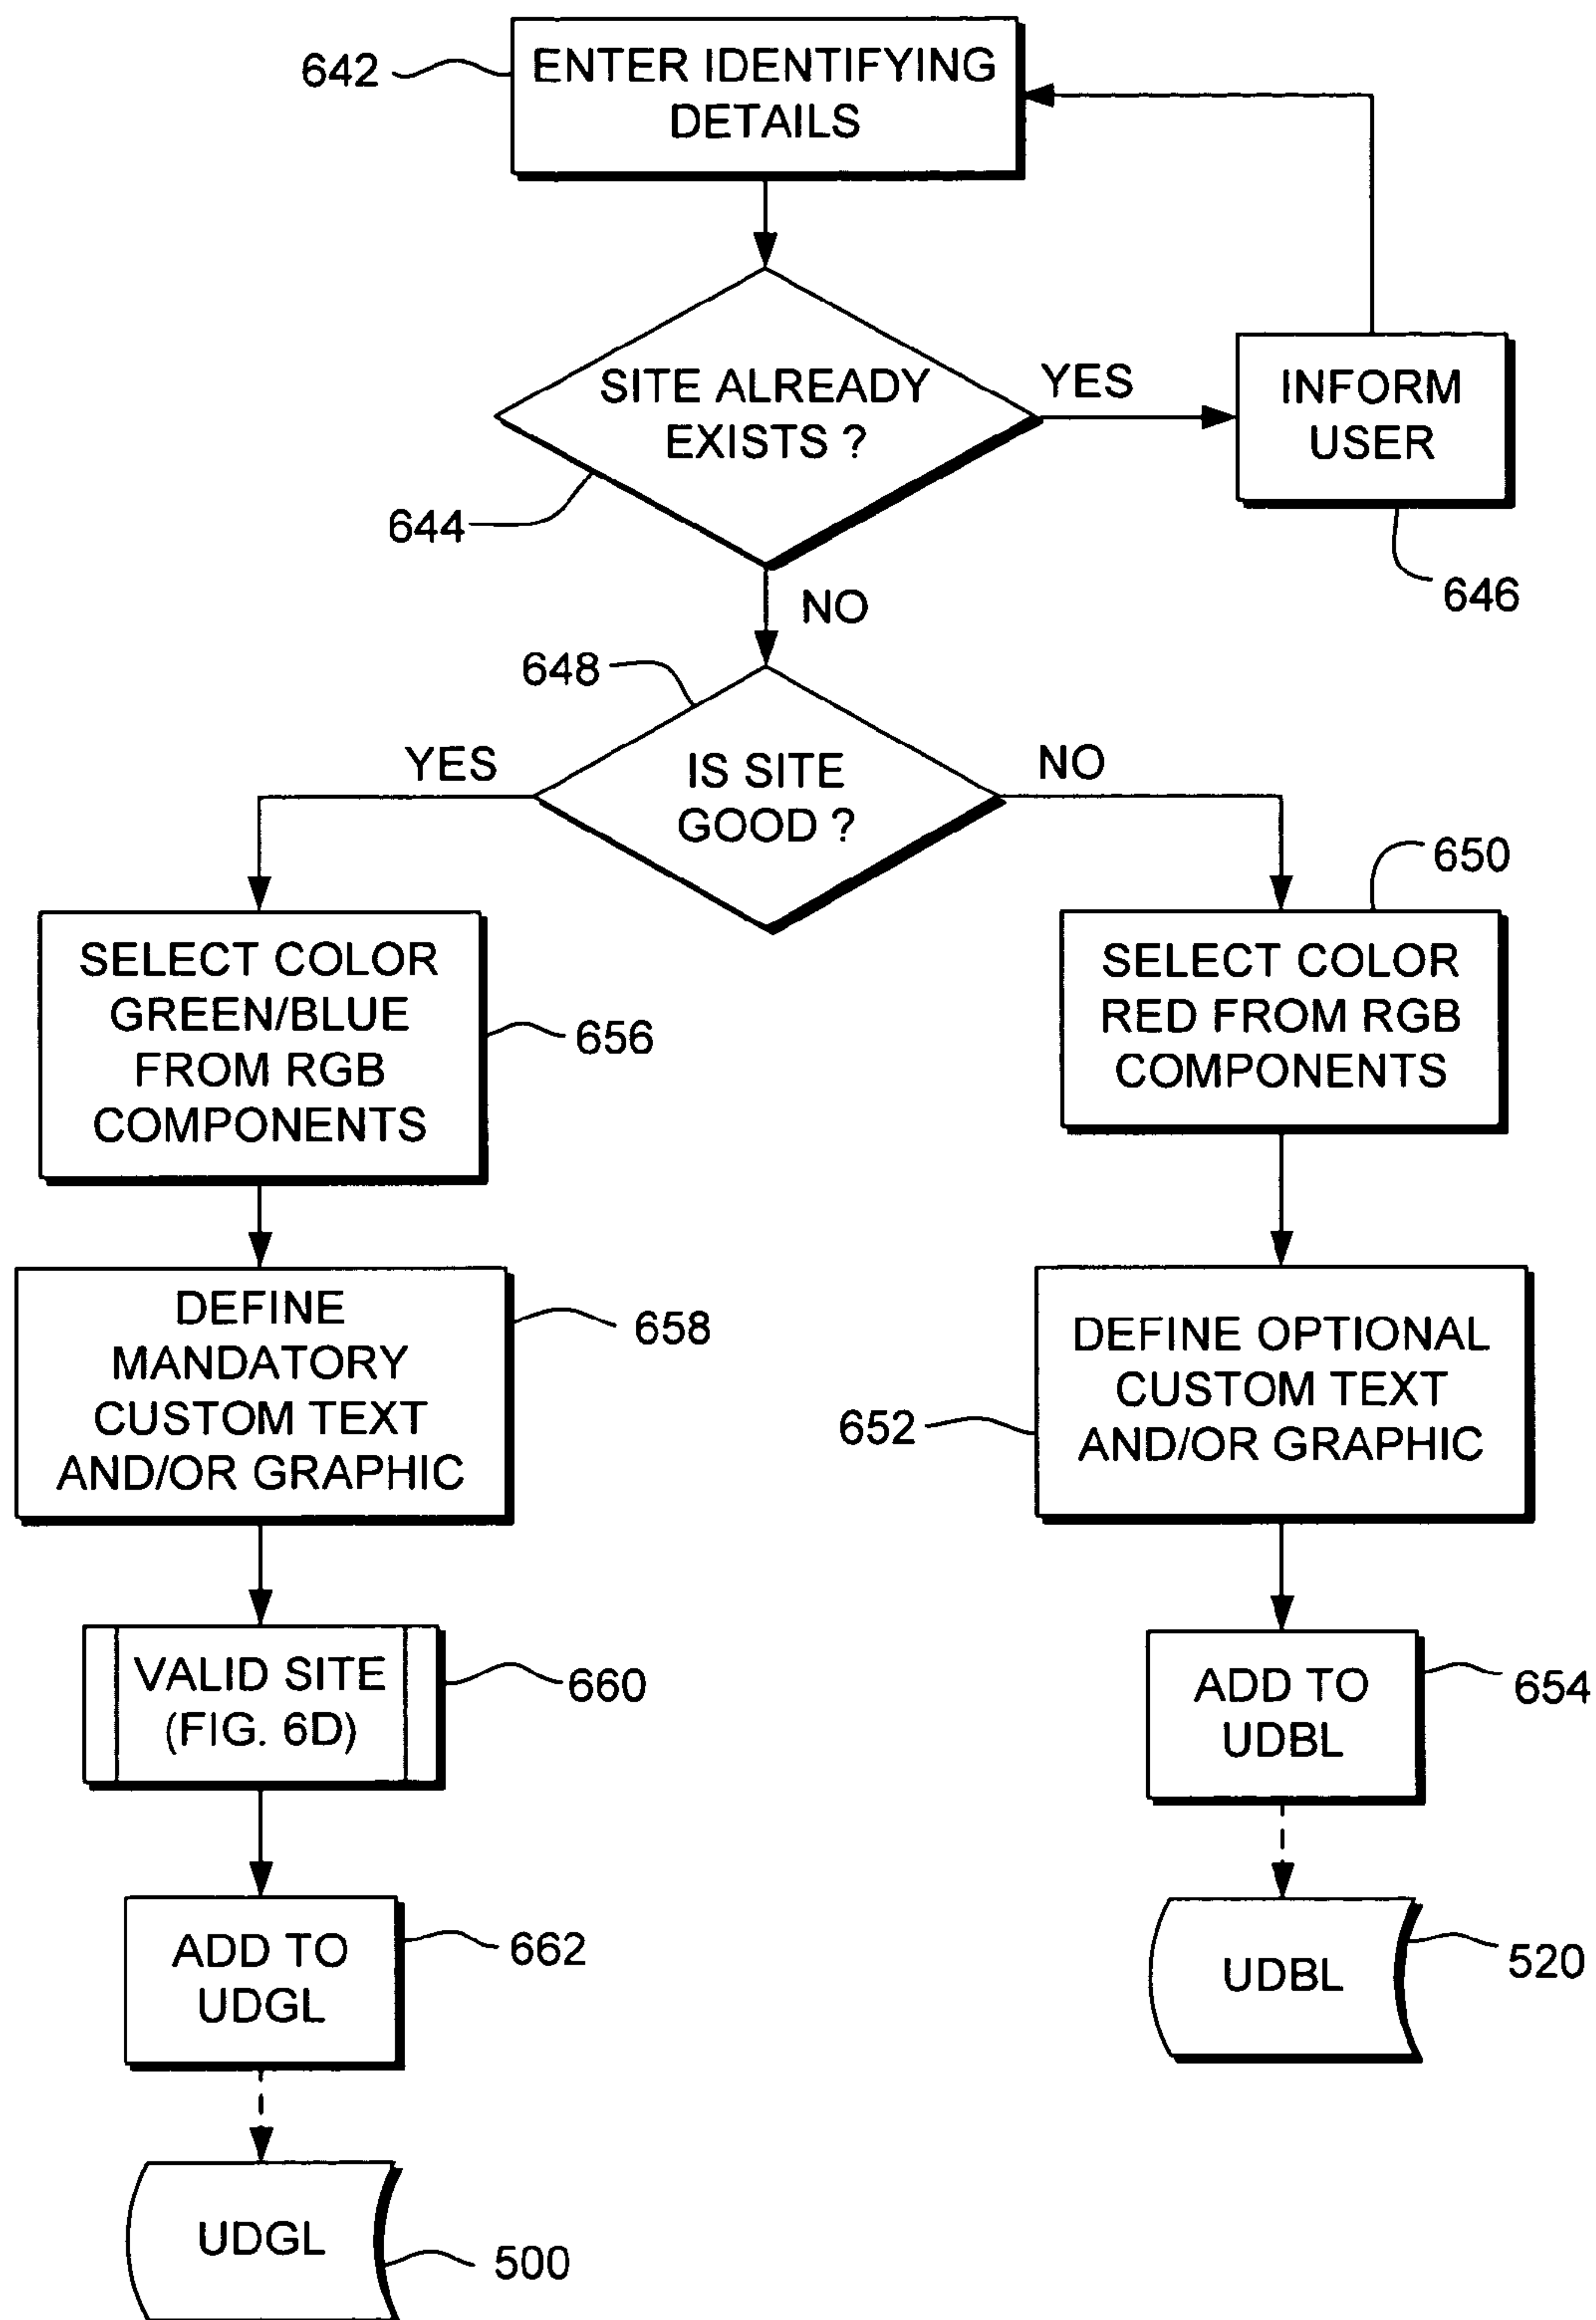 642
ENTER IDENTIFYING
DETAILS
SITE ALREADY
EXISTS ?
YES
INFORM
USER
644
646
NO
648
IS SITE
GOOD ?
YES
NO
650
SELECT COLOR
GREEN/BLUE
FROM RGB
COMPONENTS
656
SELECT COLOR
RED FROM RGB
COMPONENTS
DEFINE
MANDATORY
CUSTOM TEXT
AND/OR GRAPHIC
658
DEFINE OPTIONAL
CUSTOM TEXT
AND/OR GRAPHIC
652
VALID SITE
(FIG. 6D)
660
ADD TO
UDBL
654
ADD TO
UDGL
662
UDBL
520
UDGL
500